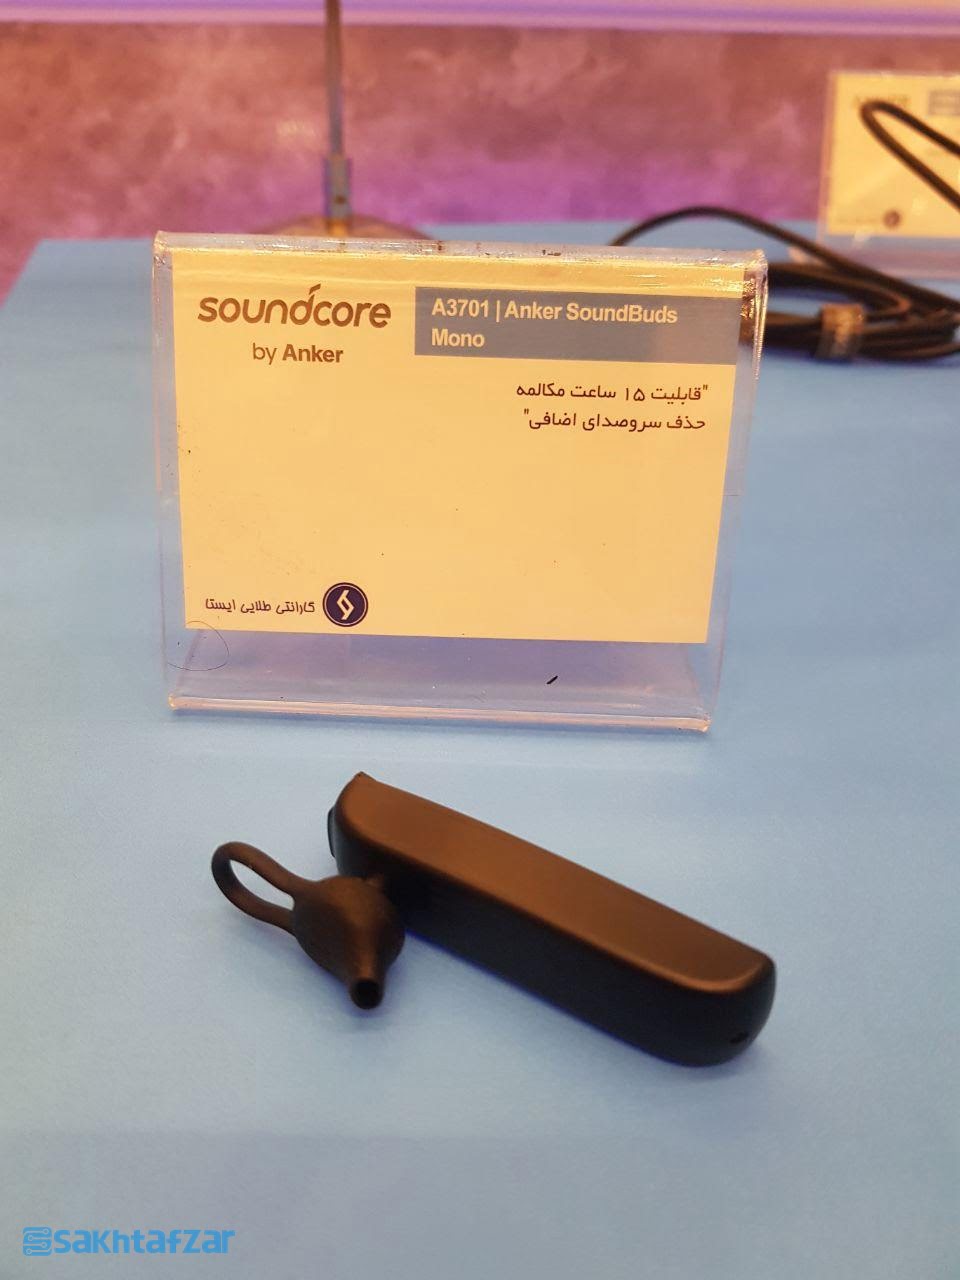 soundcore
by Anker
A3701 | Anker SoundBuds
Mono
"قابلیت ۱۵ ساعت مکالمه
حذف سروصدای اضافی"
گارانتی طلایی ایستا
sakhtafzar